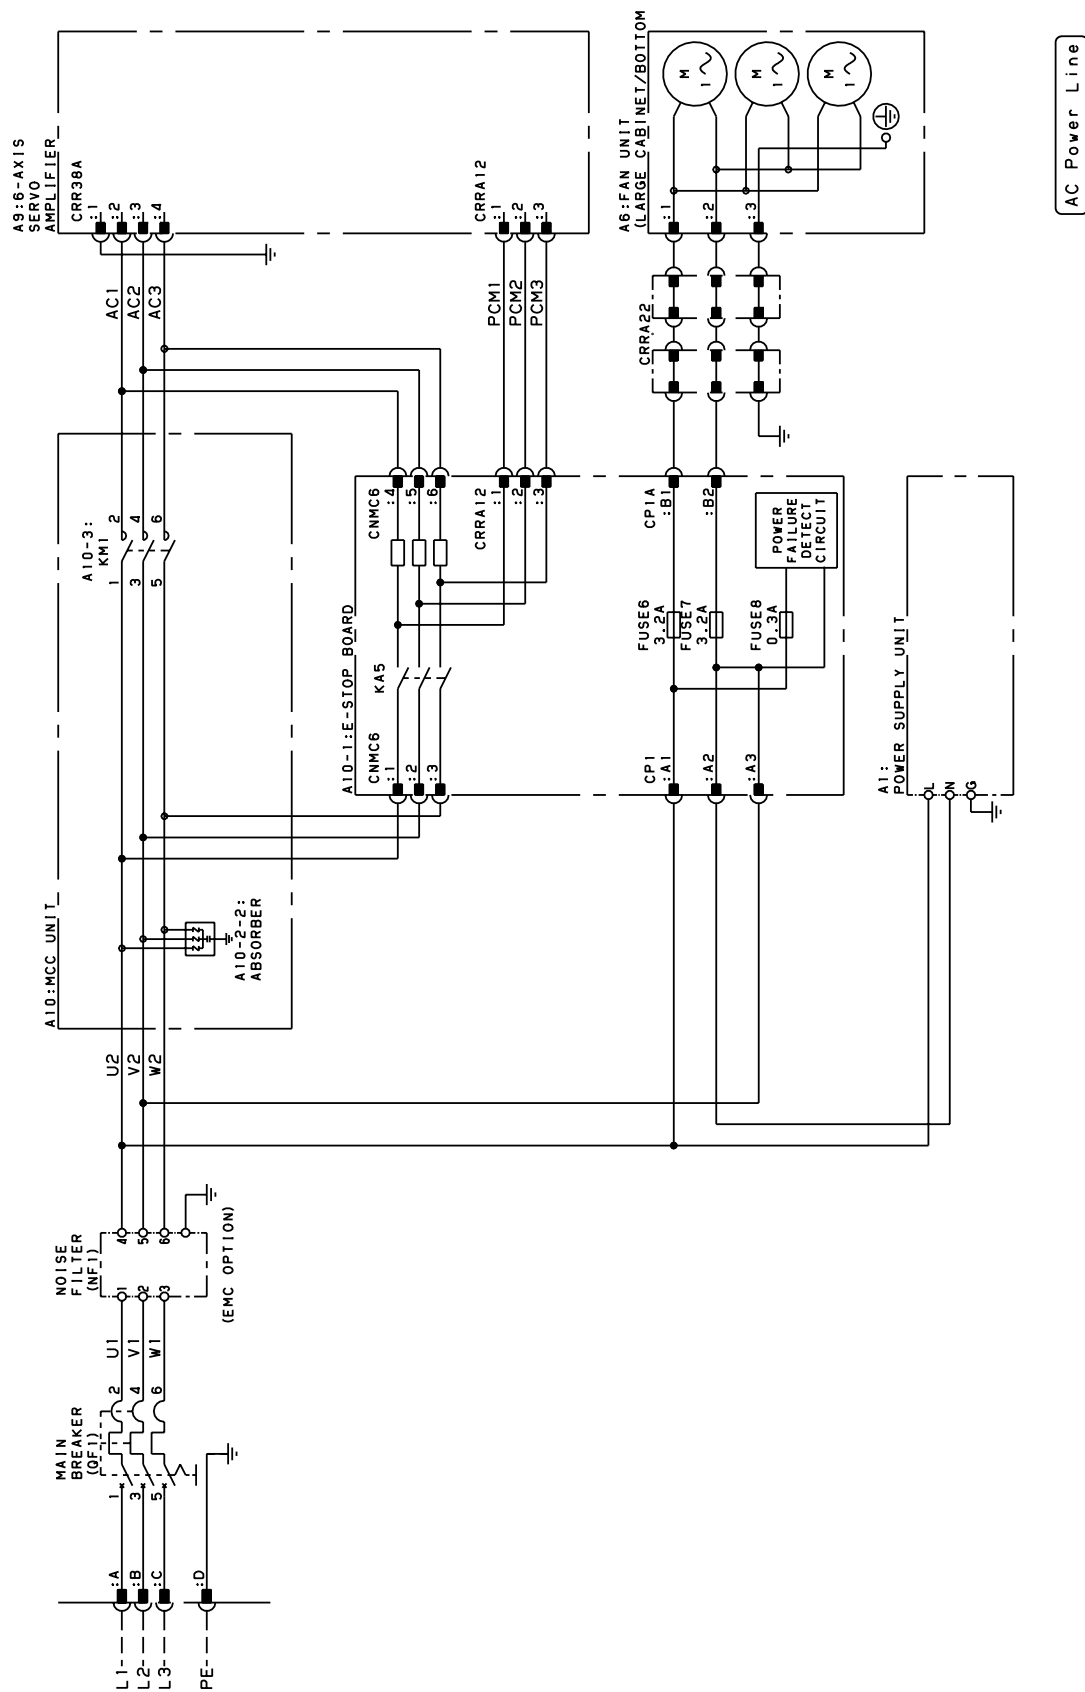 AC Power Line
A9:6-AXIS
SERVO
AMPLIFIER
CRR38A
:1
:2
:3
:4
CRRA12
:1
:2
:3
A6:FAN UNIT
(LARGE CABINET/BOTTOM
M
1
M
1
M
1
:1
:2
:3
AC1
AC2
AC3
PCM1
PCM2
PCM3
CRRA22
A10-3:
KM1
2
4
6
1
3
5
CNMC6
:4
:5
:6
CRRA12
:1
:2
:3
CP1A
:B1
:B2
POWER
FAILURE
DETECT
CIRCUIT
FUSE6
3.2A
FUSE7
3.2A
FUSE8
0.3A
KA5
A10-1:E-STOP BOARD
CNMC6
:1
:2
:3
CP1
:A1
:A2
:A3
A1:
POWER SUPPLY UNIT
L
N
G
A10:MCC UNIT
A10-2-2:
ABSORBER
U2
V2
W2
NOISE
FILTER
(NF1)
4
5
6
1
2
3
(EMC OPTION)
U1
V1
W1
MAIN
BREAKER
(QF1)
2
4
6
1
3
5
:A
:B
:C
:D
L1
L2
L3
PE